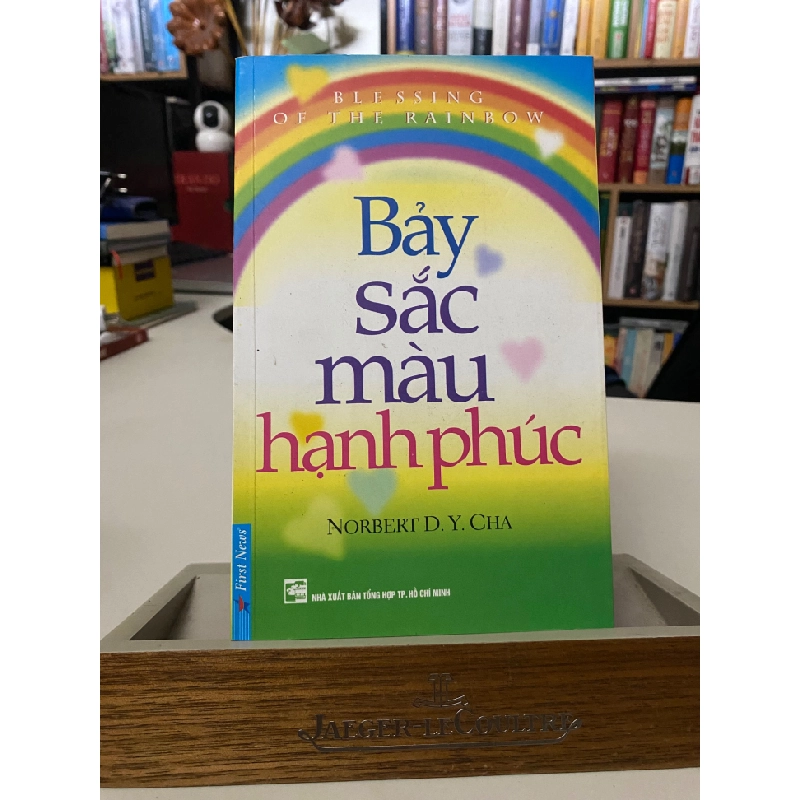 BLESSING
OF THE RAINBOW
Bảy
sắc
màu
hạnh phúc
NORBERT D. Y. CHA
First News
NHÀ XUẤT BẢN TỔNG HỢP TP. HỒ CHÍ MINH
JAEGER-LECOULTRE